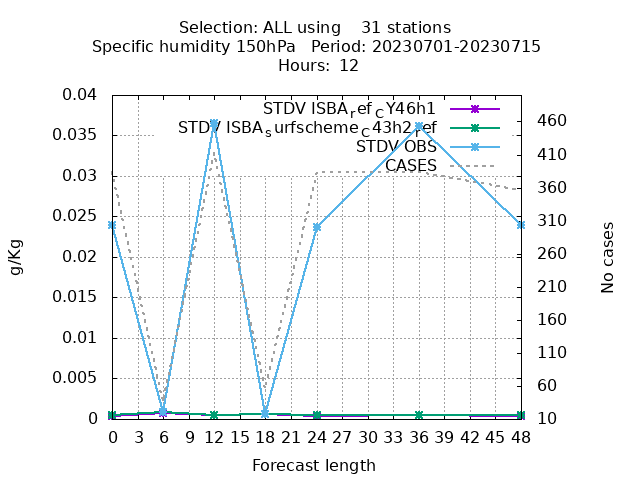 Selection: ALL using    31 stations
Specific humidity 150hPa   Period: 20230701-20230715
Hours:  12
STDV ISBA_ref_CY46h1
STDV ISBA_surfscheme_C43h2_ref
STDV OBS
CASES
0.04
0.035
0.03
0.025
0.02
0.015
0.01
0.005
0
460
410
360
310
260
210
160
110
60
10
g/Kg
No cases
0 3 6 9 12 15 18 21 24 27 30 33 36 39 42 45 48
Forecast length